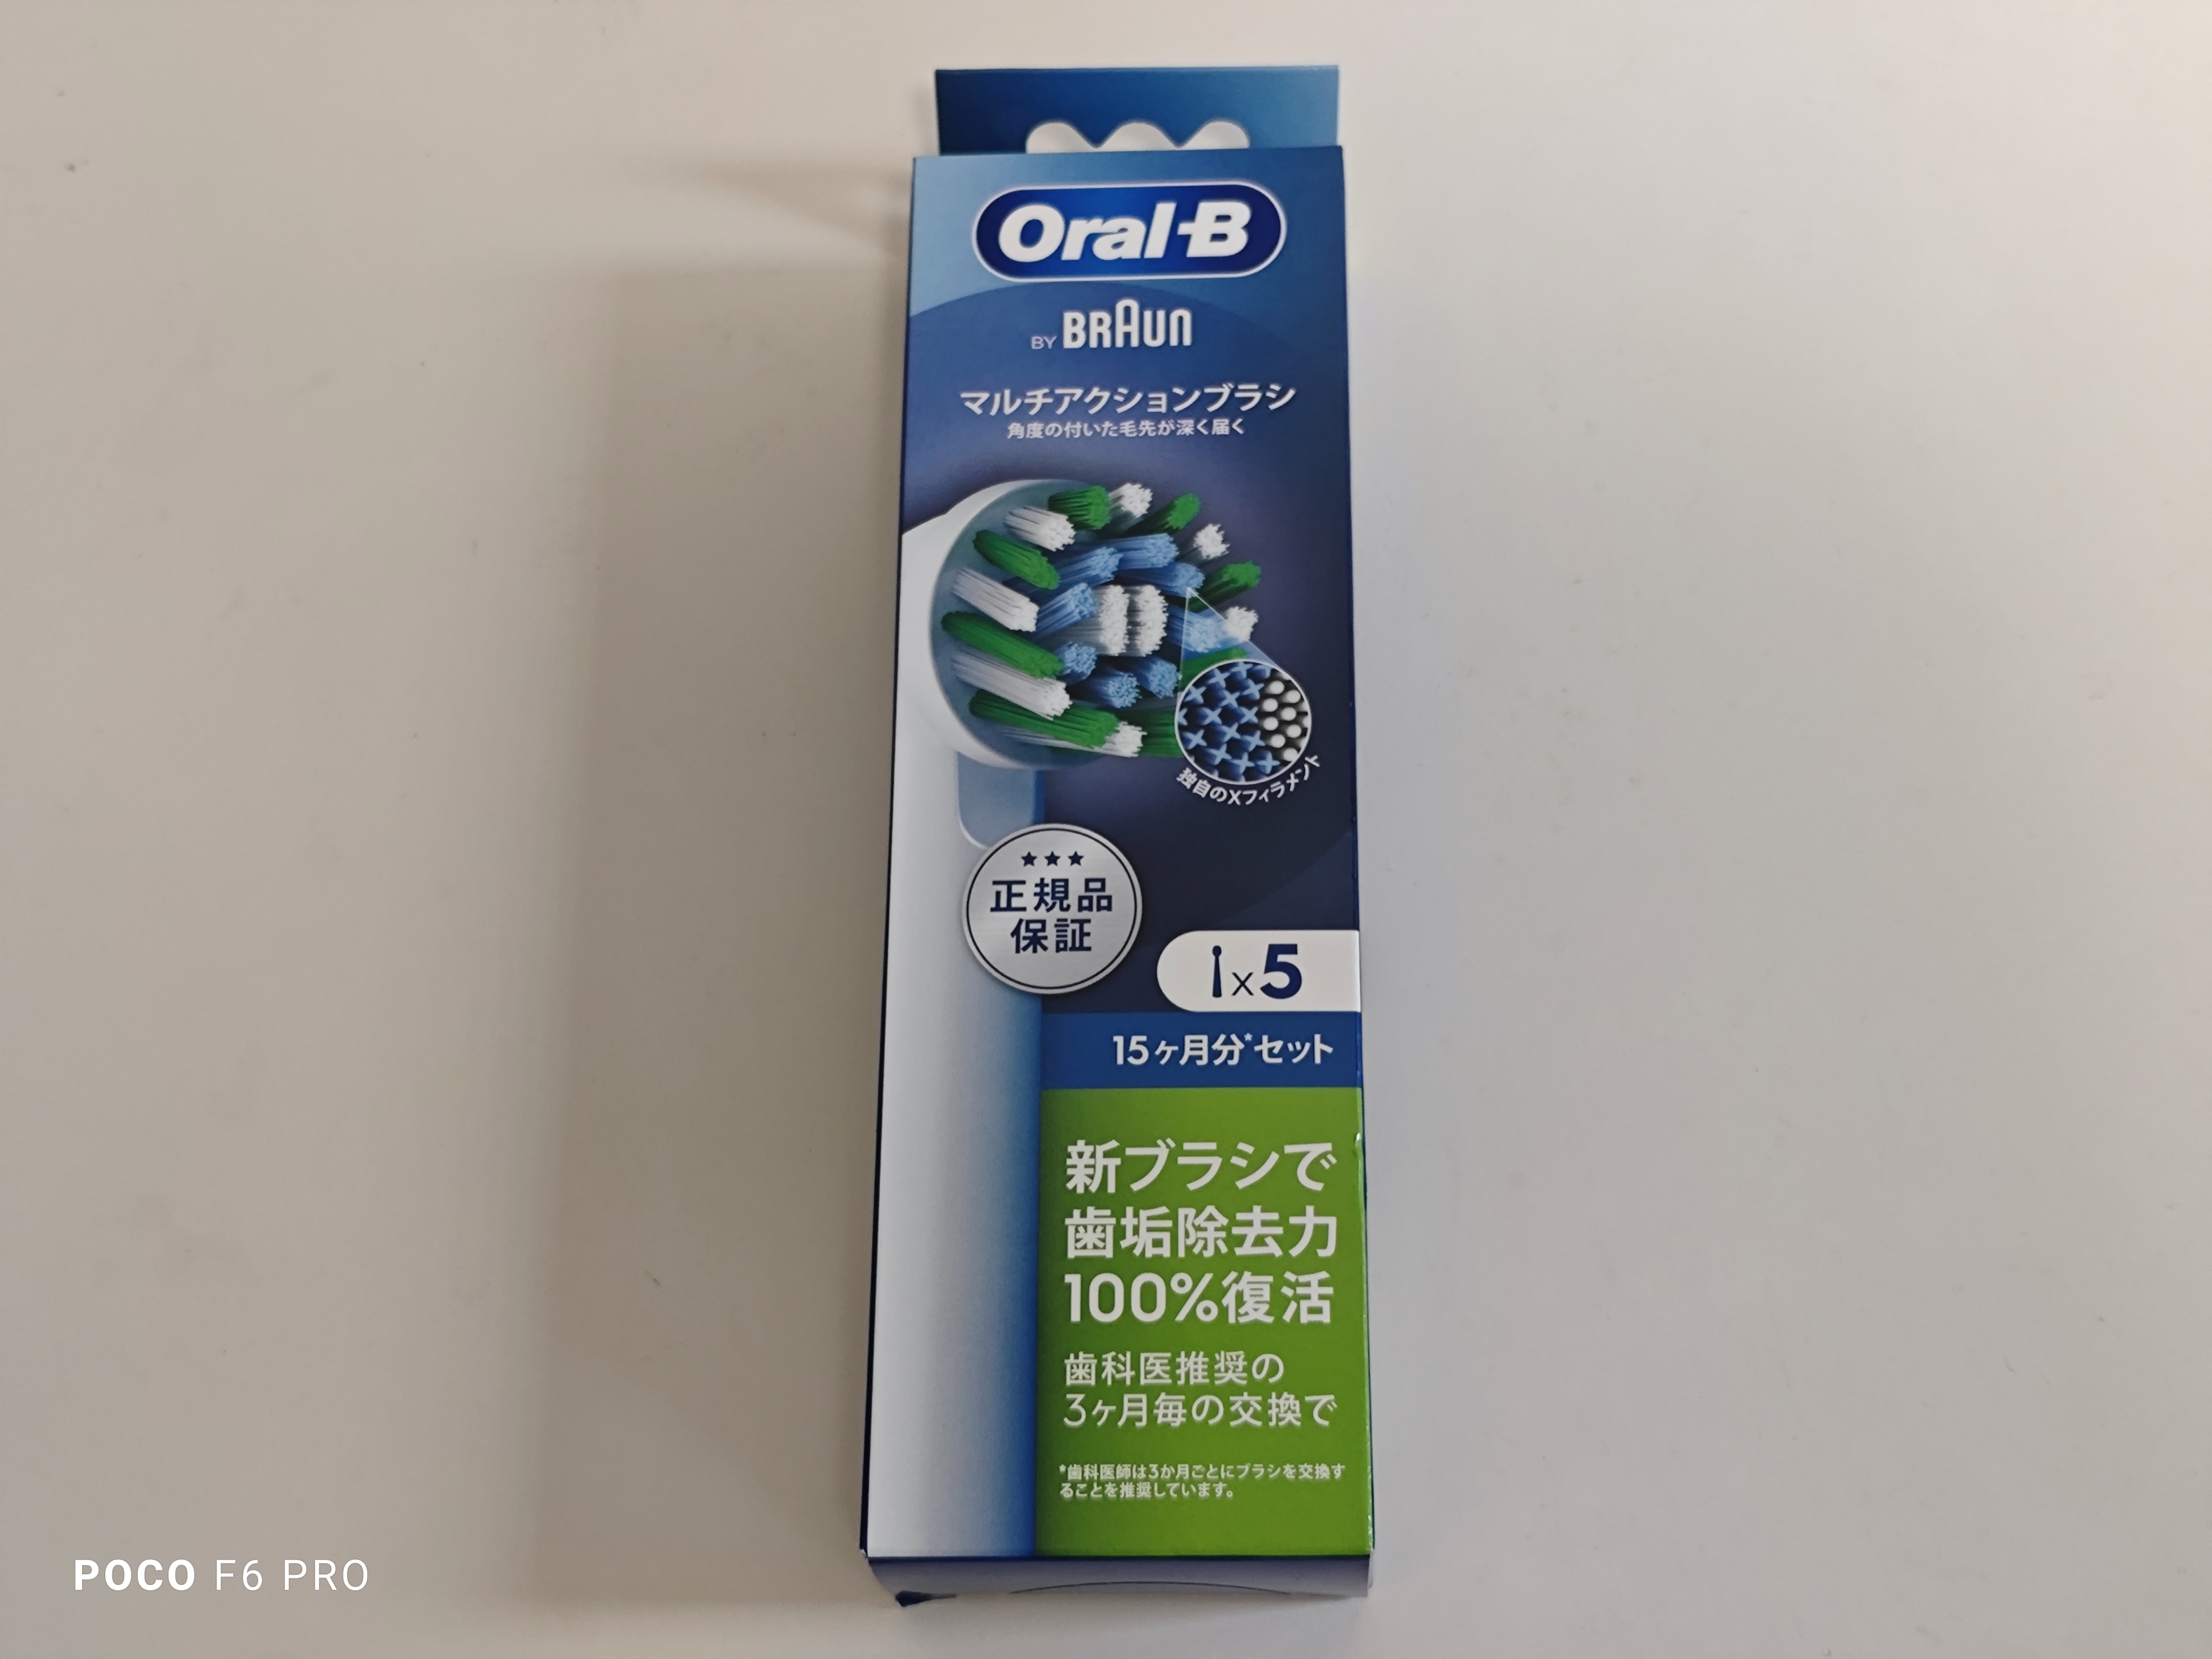 Oral-B
BY BRAUN
マルチアクションブラシ
角度の付いた毛先が深く届く
独自のXフィラメント
正規品
保証
x5
15ヶ月分*セット
新ブラシで
歯垢除去力
100%復活
歯科医推奨の
3ヶ月毎の交換で
*歯科医師は3か月ごとにブラシを交換す
ることを推奨しています。
POCO F6 PRO